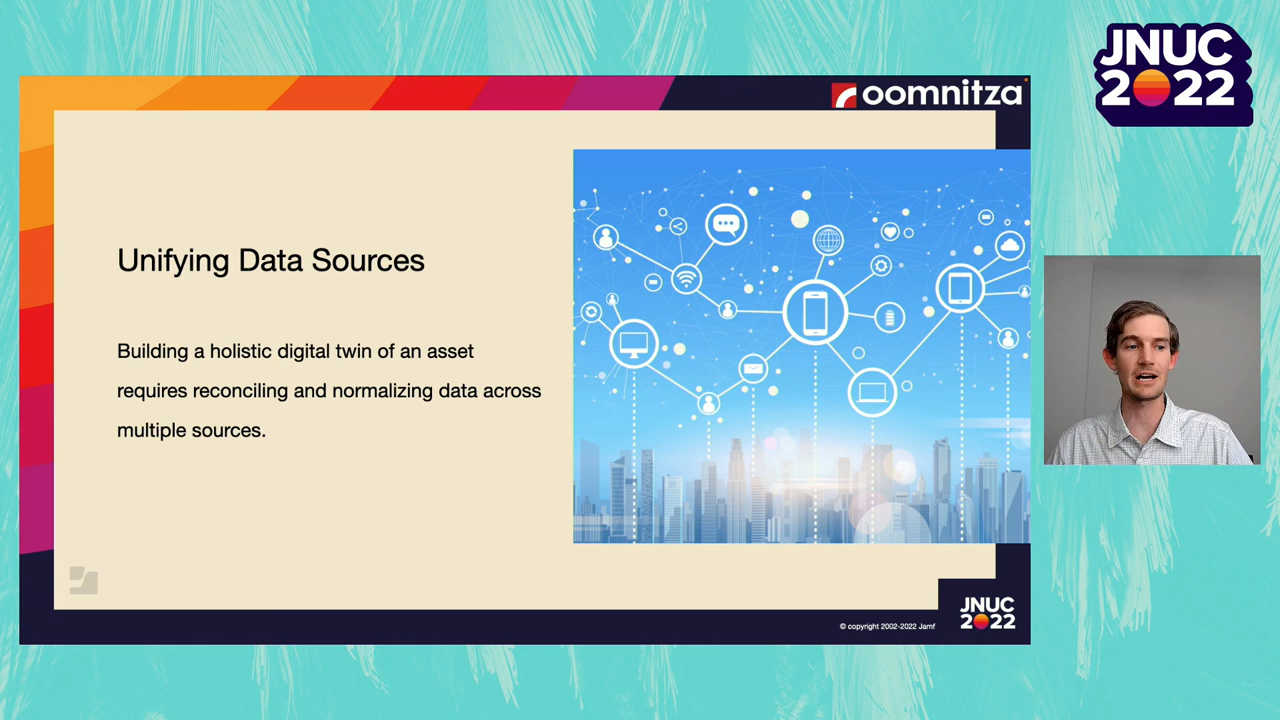 JNUC
2022
oomnitza
Unifying Data Sources
Building a holistic digital twin of an asset
requires reconciling and normalizing data across
multiple sources.
JNUC
2022
© copyright 2002-2022 Jamf